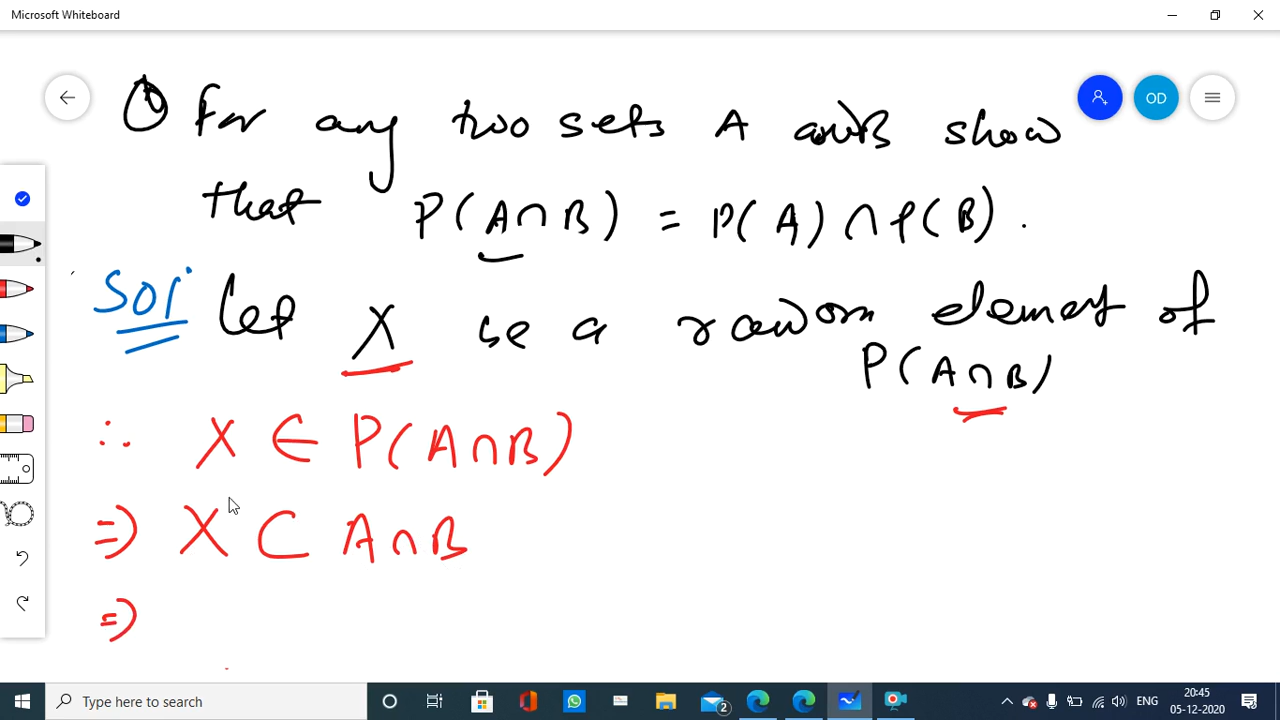 Microsoft Whiteboard
For any two sets A and B show
that P(A∩B) = P(A)∩P(B).
Sol Let X be a random element of
P(A∩B)
∴ X ∈ P(A∩B)
⇒ X ⊂ A∩B
⇒
OD
Type here to search
2
ENG
20:45
05-12-2020